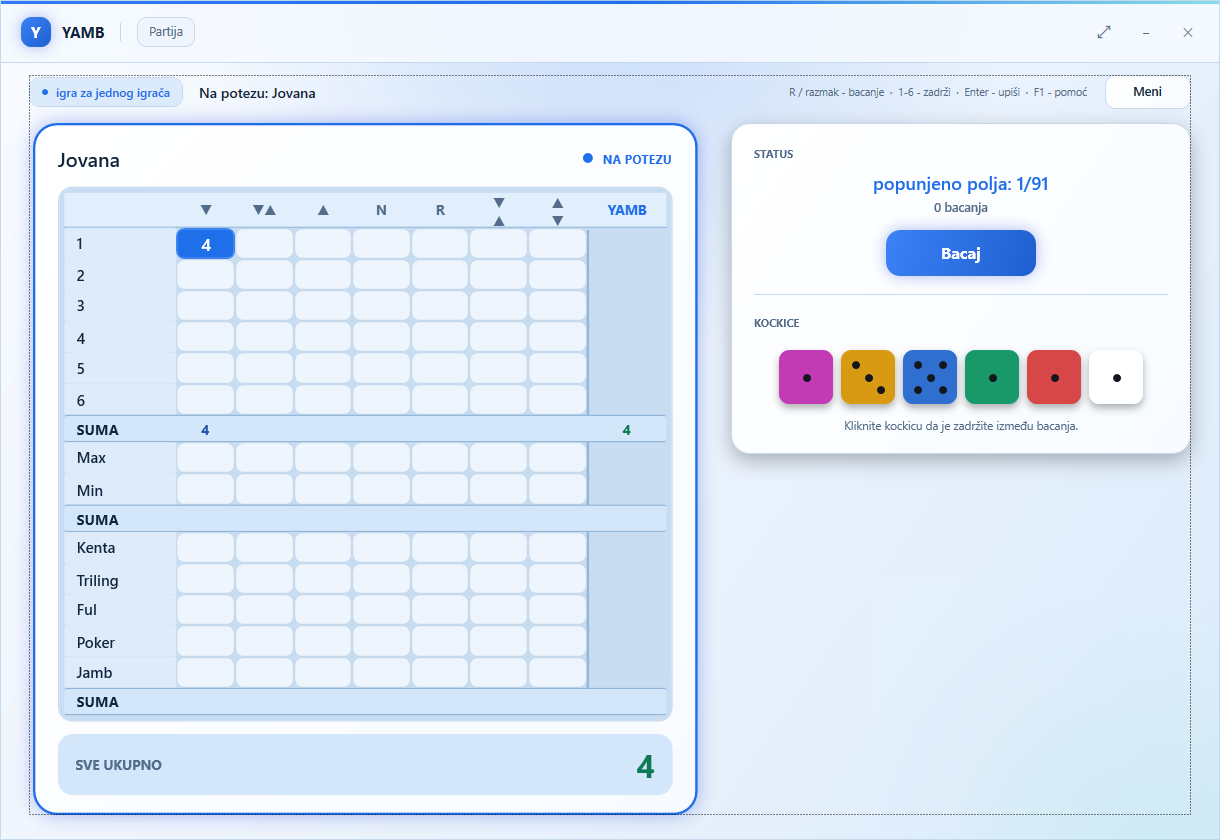 Y YAMB Partija
igra za jednog igrača Na potezu: Jovana R / razmak - bacanje · 1-6 - zadrži · Enter - upiši · F1 - pomoć Meni
Jovana NA POTEZU
▼ ▼▲ ▲ N R ▼▲ ▲▼ YAMB
1 4
2
3
4
5
6
SUMA 4 4
Max
Min
SUMA
Kenta
Triling
Ful
Poker
Jamb
SUMA
SVE UKUPNO 4
STATUS
popunjeno polja: 1/91
0 bacanja
Bacaj
KOCKICE
Kliknite kockicu da je zadržite između bacanja.